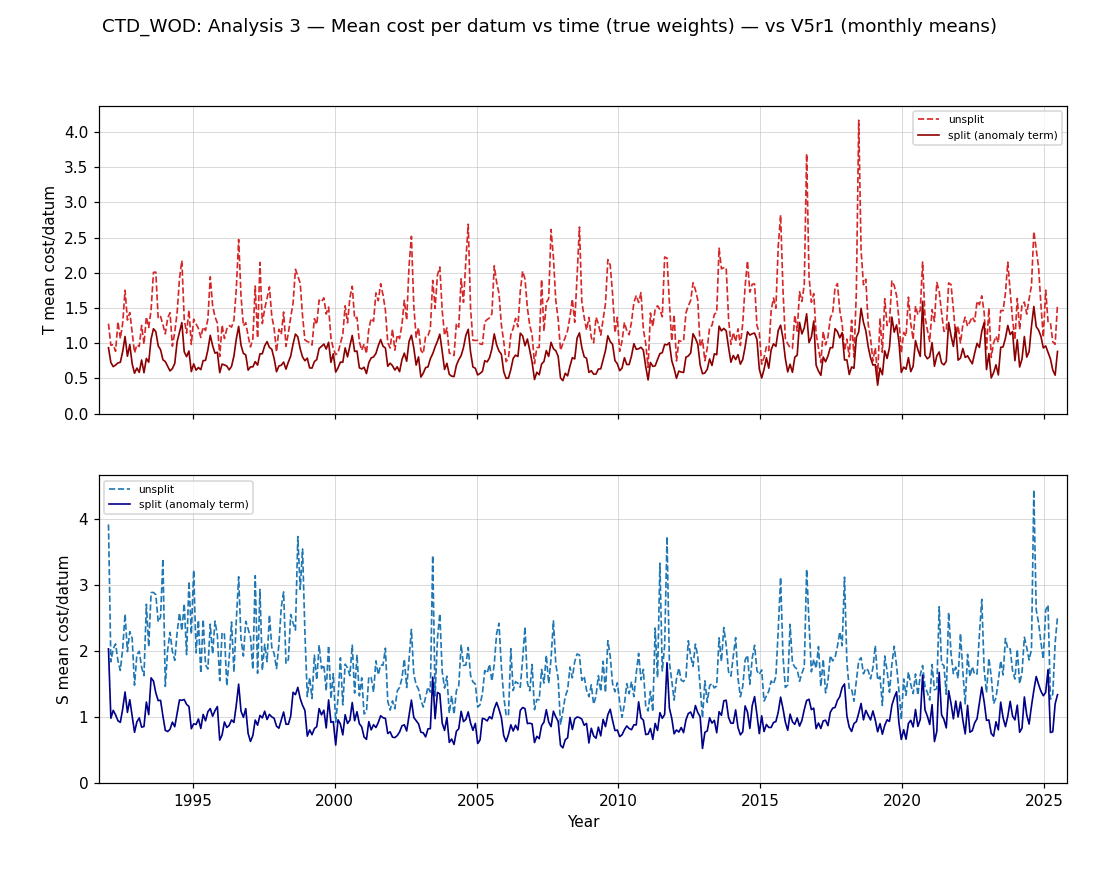 CTD_WOD: Analysis 3 — Mean cost per datum vs time (true weights) — vs V5r1 (monthly means)
T mean cost/datum
4.0
3.5
3.0
2.5
2.0
1.5
1.0
0.5
0.0
unsplit
split (anomaly term)
S mean cost/datum
4
3
2
1
0
unsplit
split (anomaly term)
1995
2000
2005
2010
2015
2020
2025
Year